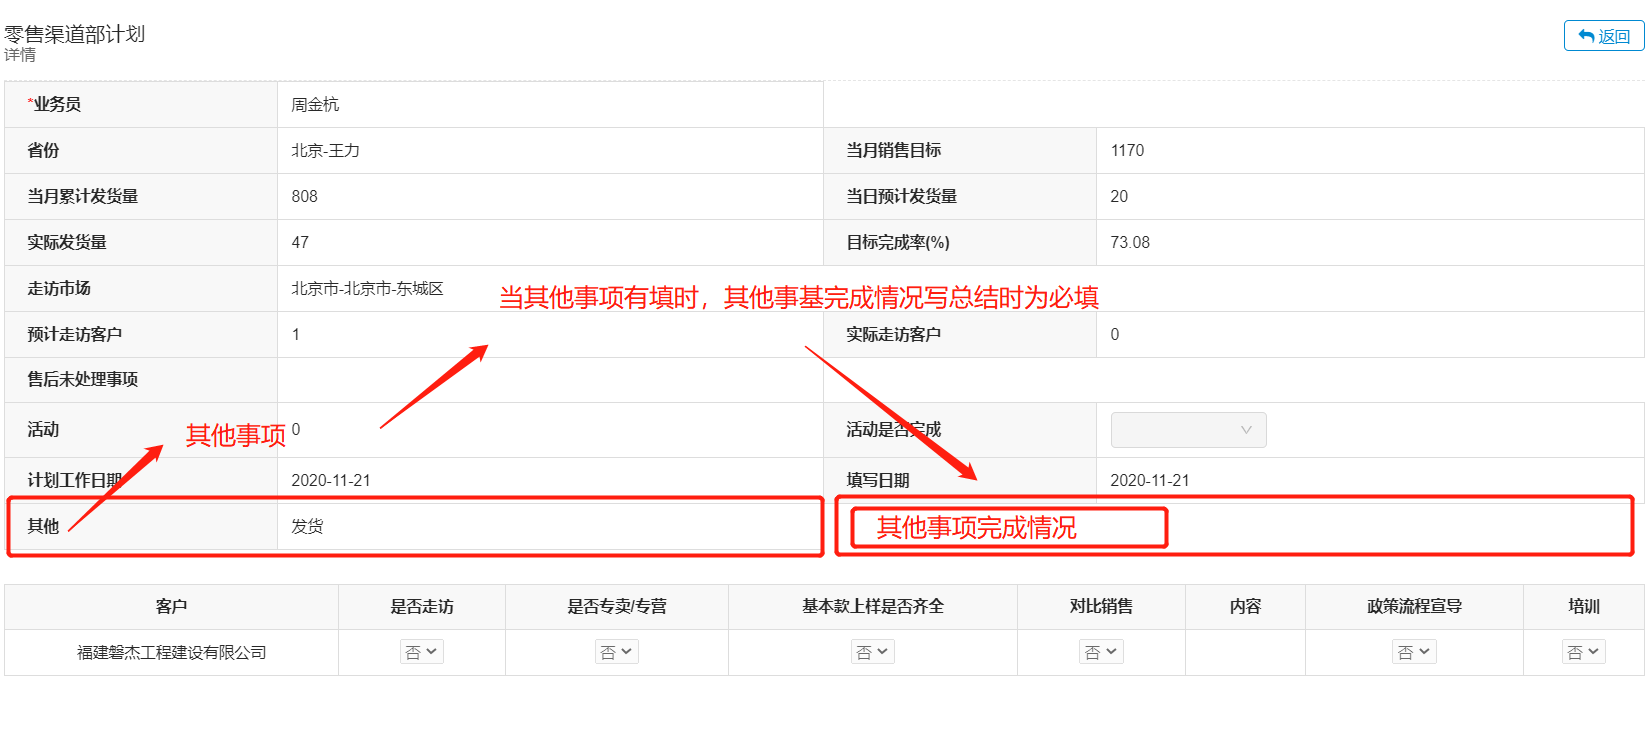 零售渠道部计划
返回
详情
*业务员 周金杭
省份 北京-王力 当月销售目标 1170
当月累计发货量 808 当日预计发货量 20
实际发货量 47 目标完成率(%) 73.08
走访市场 北京市-北京市-东城区
当其他事项有填时，其他事基完成情况写总结时为必填
预计走访客户 1 实际走访客户 0
售后未处理事项
活动 0 活动是否完成
其他事项
计划工作日期 2020-11-21 填写日期 2020-11-21
其他 发货 其他事项完成情况
客户 是否走访 是否专卖/专营 基本款上样是否齐全 对比销售 内容 政策流程宣导 培训
福建磐杰工程建设有限公司 否 否 否 否 否 否